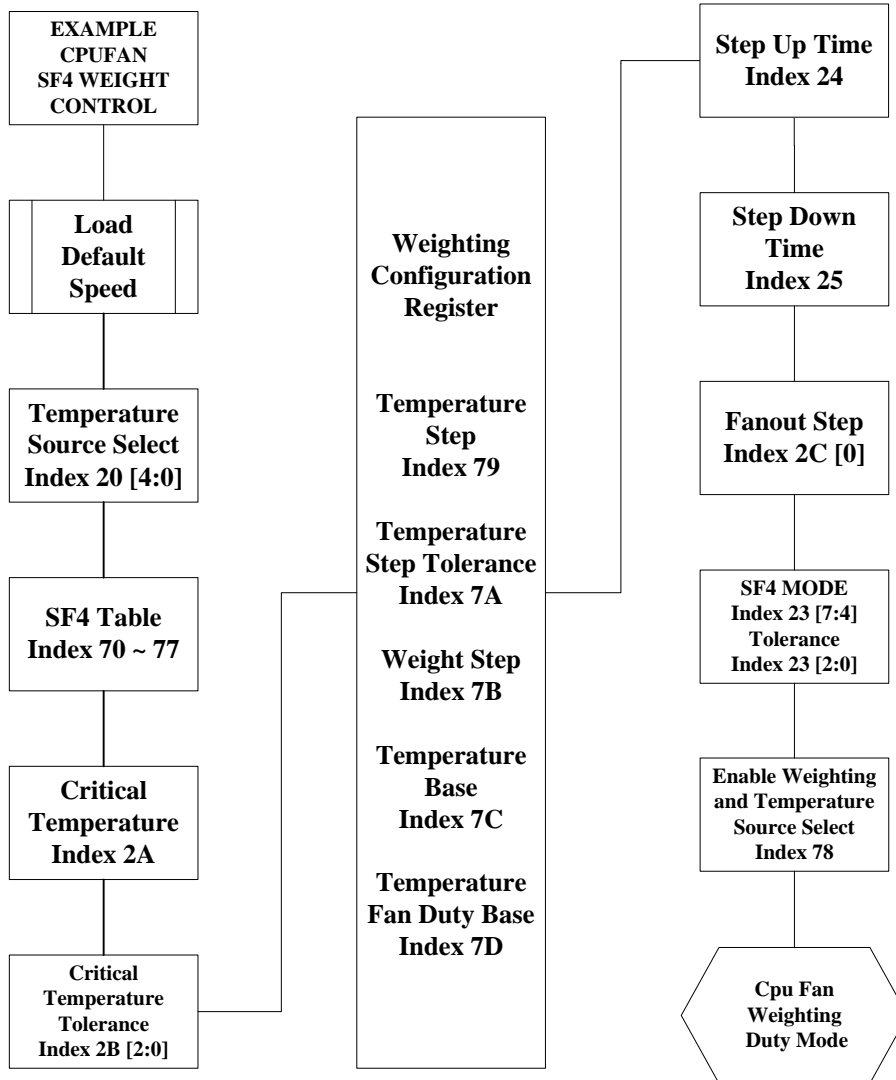 EXAMPLE
CPUFAN
SF4 WEIGHT
CONTROL
Load
Default
Speed
Temperature
Source Select
Index 20 [4:0]
SF4 Table
Index 70 ~ 77
Critical
Temperature
Index 2A
Critical
Temperature
Tolerance
Index 2B [2:0]
Weighting
Configuration
Register
Temperature
Step
Index 79
Temperature
Step Tolerance
Index 7A
Weight Step
Index 7B
Temperature
Base
Index 7C
Temperature
Fan Duty Base
Index 7D
Step Up Time
Index 24
Step Down
Time
Index 25
Fanout Step
Index 2C [0]
SF4 MODE
Index 23 [7:4]
Tolerance
Index 23 [2:0]
Enable Weighting
and Temperature
Source Select
Index 78
Cpu Fan
Weighting
Duty Mode